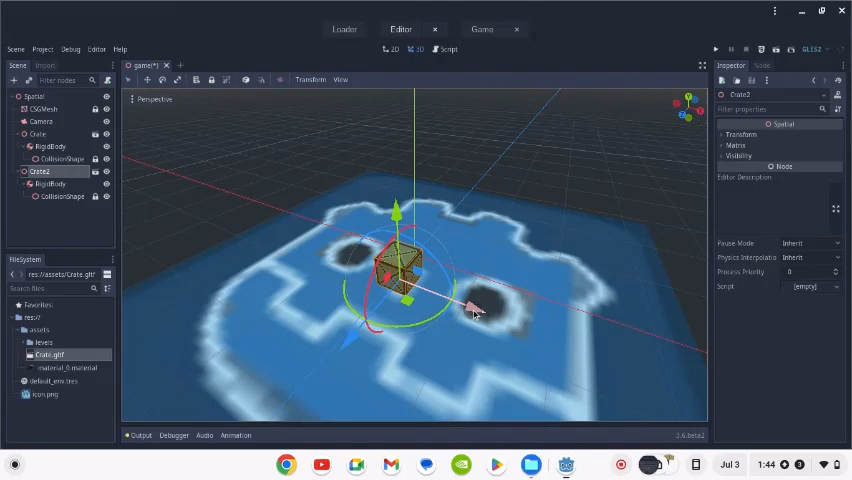 Loader Editor × Game ×
Scene Project Debug Editor Help
2D 3D Script
GLES2
Scene Import
game(*) × +
Inspector Node
Filter nodes
Transform View
Spatial
CSGMesh
Camera
Crate
RigidBody
CollisionShape
Crate2
RigidBody
CollisionShape
Perspective
Y
X
Z
Crate2
Filter properties
Spatial
Transform
Matrix
Visibility
Node
Editor Description
Pause Mode Inherit
Physics Interpolatio Inherit
Process Priority 0
Script [empty]
FileSystem
res://assets/Crate.gltf
Search files
Favorites:
res://
assets
levels
Crate.gltf
material_0.material
default_env.tres
icon.png
Output Debugger Audio Animation
3.6.beta2
Jul 3 1:44 +3